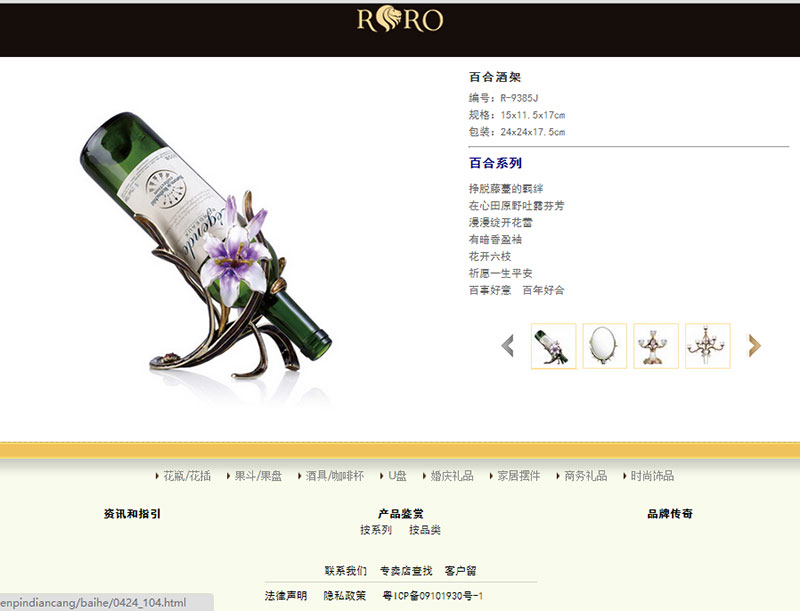 RORO
百合酒架
编号：R-9385J
规格：15x11.5x17cm
包装：24x24x17.5cm
百合系列
挣脱藤蔓的羁绊
在心田原野吐露芬芳
漫漫绽开花蕾
有暗香盈袖
花开六枝
祈愿一生平安
百事好意 百年好合
Légende
花瓶/花插 果斗/果盘 酒具/咖啡杯 U盘 婚庆礼品 家居摆件 商务礼品 时尚饰品
资讯和指引 产品鉴赏 品牌传奇
按系列 按品类
联系我们 专卖店查找 客户留
法律声明 隐私政策 粤ICP备09101930号-1
enpindiancang/baihe/0424_104.html